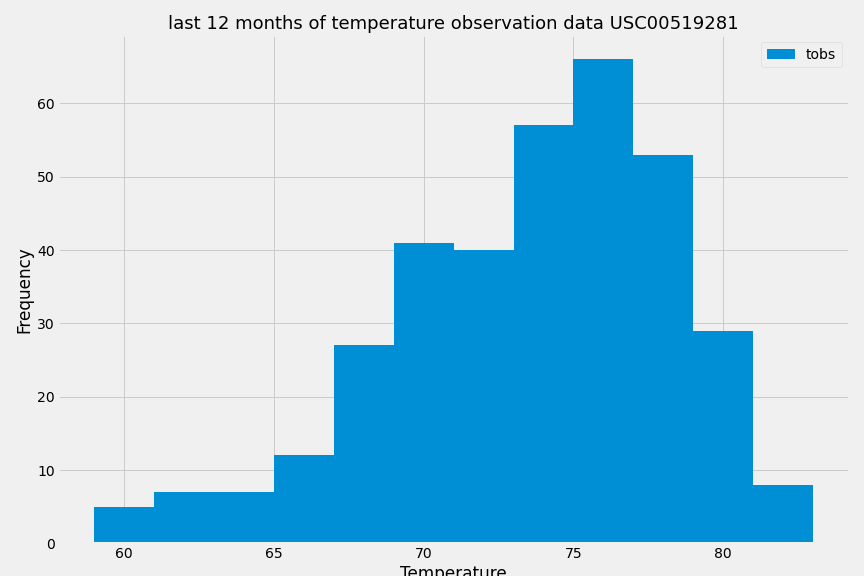 last 12 months of temperature observation data USC00519281
tobs
Frequency
60
50
40
30
20
10
0
60 65 70 75 80
Temperature